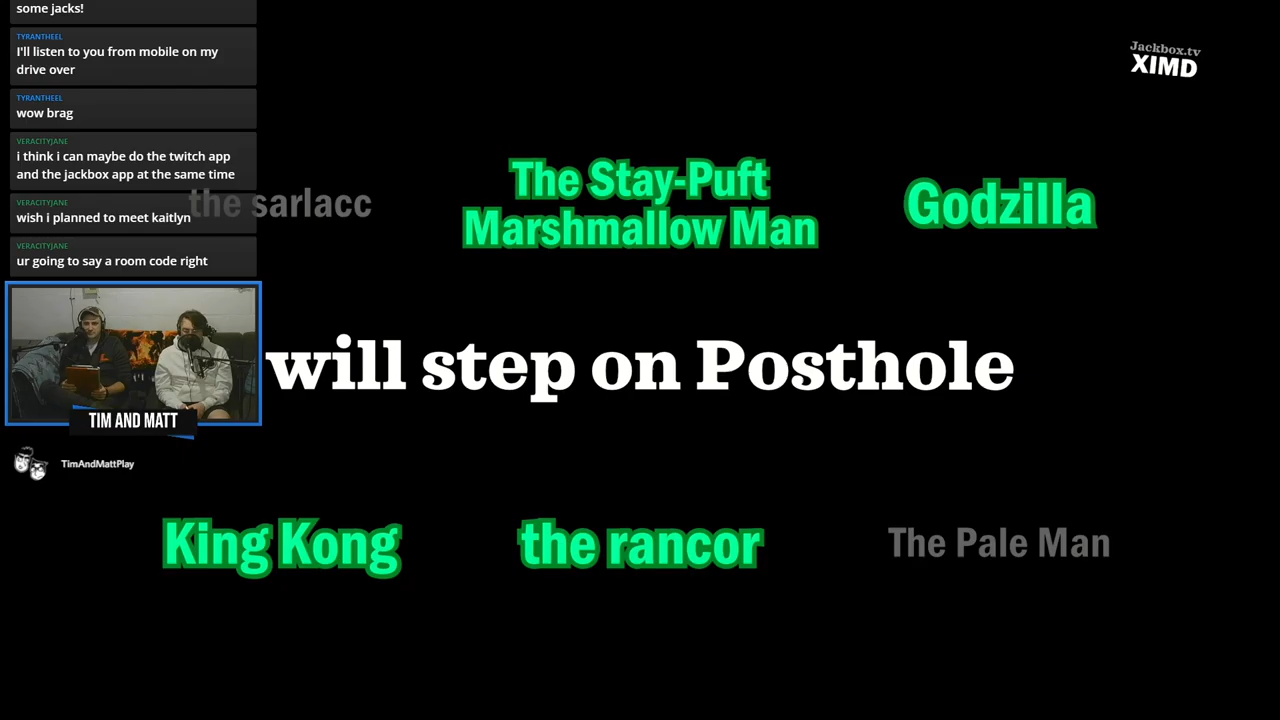 some jacks!
TYRANTHEEL
I'll listen to you from mobile on my
drive over
TYRANTHEEL
wow brag
VERACITYJANE
i think i can maybe do the twitch app
and the jackbox app at the same time
VERACITYJANE
wish i planned to meet kaitlyn
VERACITYJANE
ur going to say a room code right
TIM AND MATT
TimAndMattPlay
Jackbox.tv
XIMD
the sarlacc
The Stay-Puft
Marshmallow Man
Godzilla
will step on Posthole
King Kong
the rancor
The Pale Man